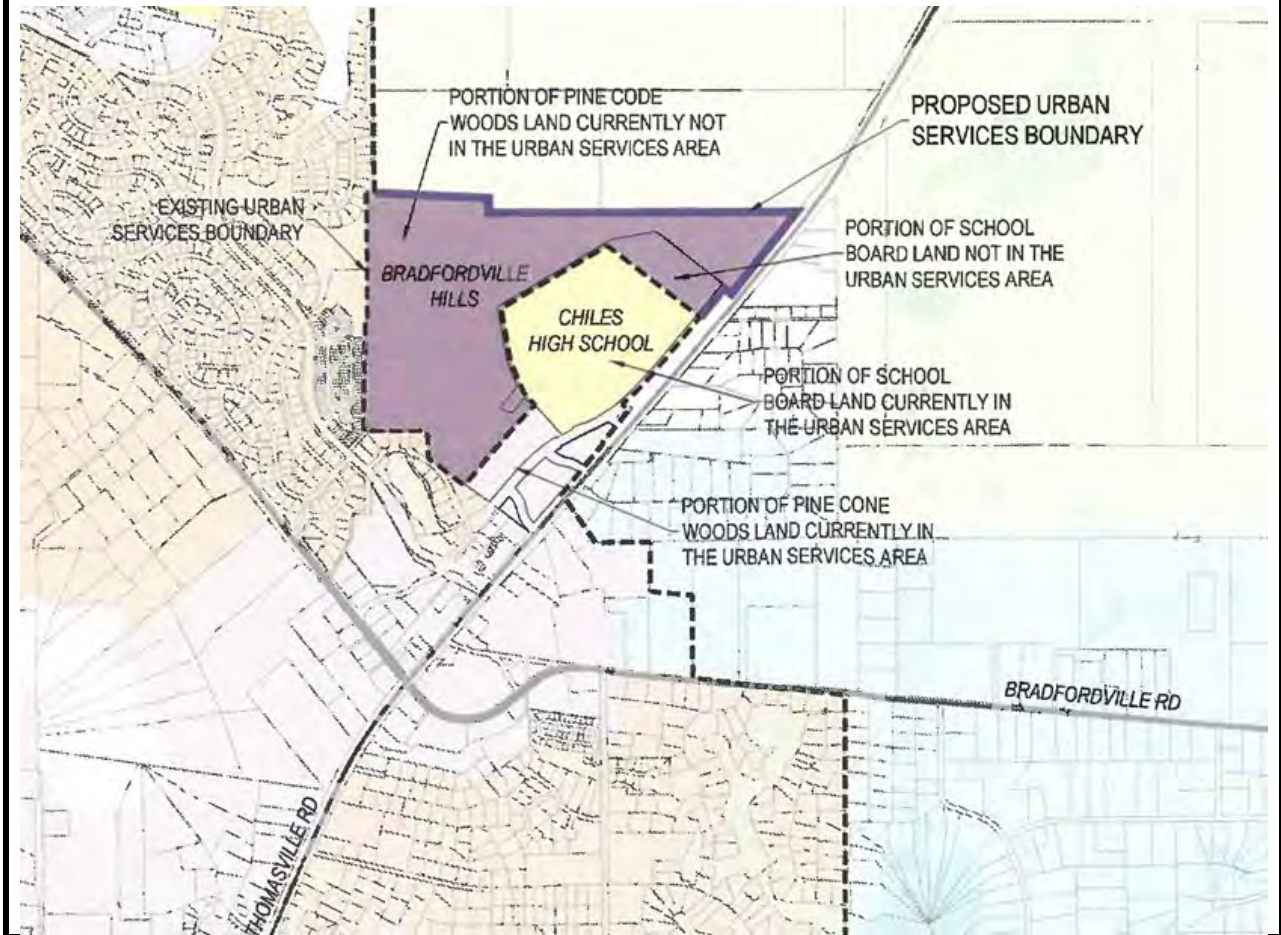 PORTION OF PINE CODE
WOODS LAND CURRENTLY NOT
IN THE URBAN SERVICES AREA
PROPOSED URBAN
SERVICES BOUNDARY
EXISTING URBAN
SERVICES BOUNDARY
PORTION OF SCHOOL
BOARD LAND NOT IN THE
URBAN SERVICES AREA
BRADFORDVILLE
HILLS
CHILES
HIGH SCHOOL
PORTION OF SCHOOL
BOARD LAND CURRENTLY IN
THE URBAN SERVICES AREA
PORTION OF PINE CONE
WOODS LAND CURRENTLY IN
THE URBAN SERVICES AREA
BRADFORDVILLE RD
THOMASVILLE RD